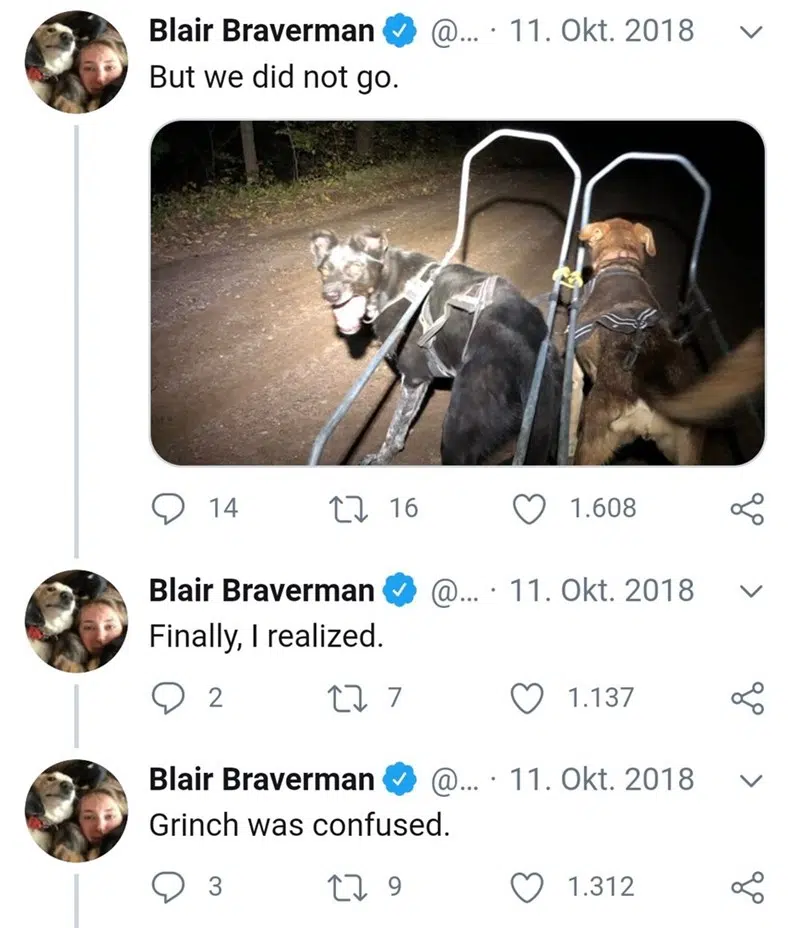 Blair Braverman @... · 11. Okt. 2018
But we did not go.
14 16 1.608
Blair Braverman @... · 11. Okt. 2018
Finally, I realized.
2 7 1.137
Blair Braverman @... · 11. Okt. 2018
Grinch was confused.
3 9 1.312